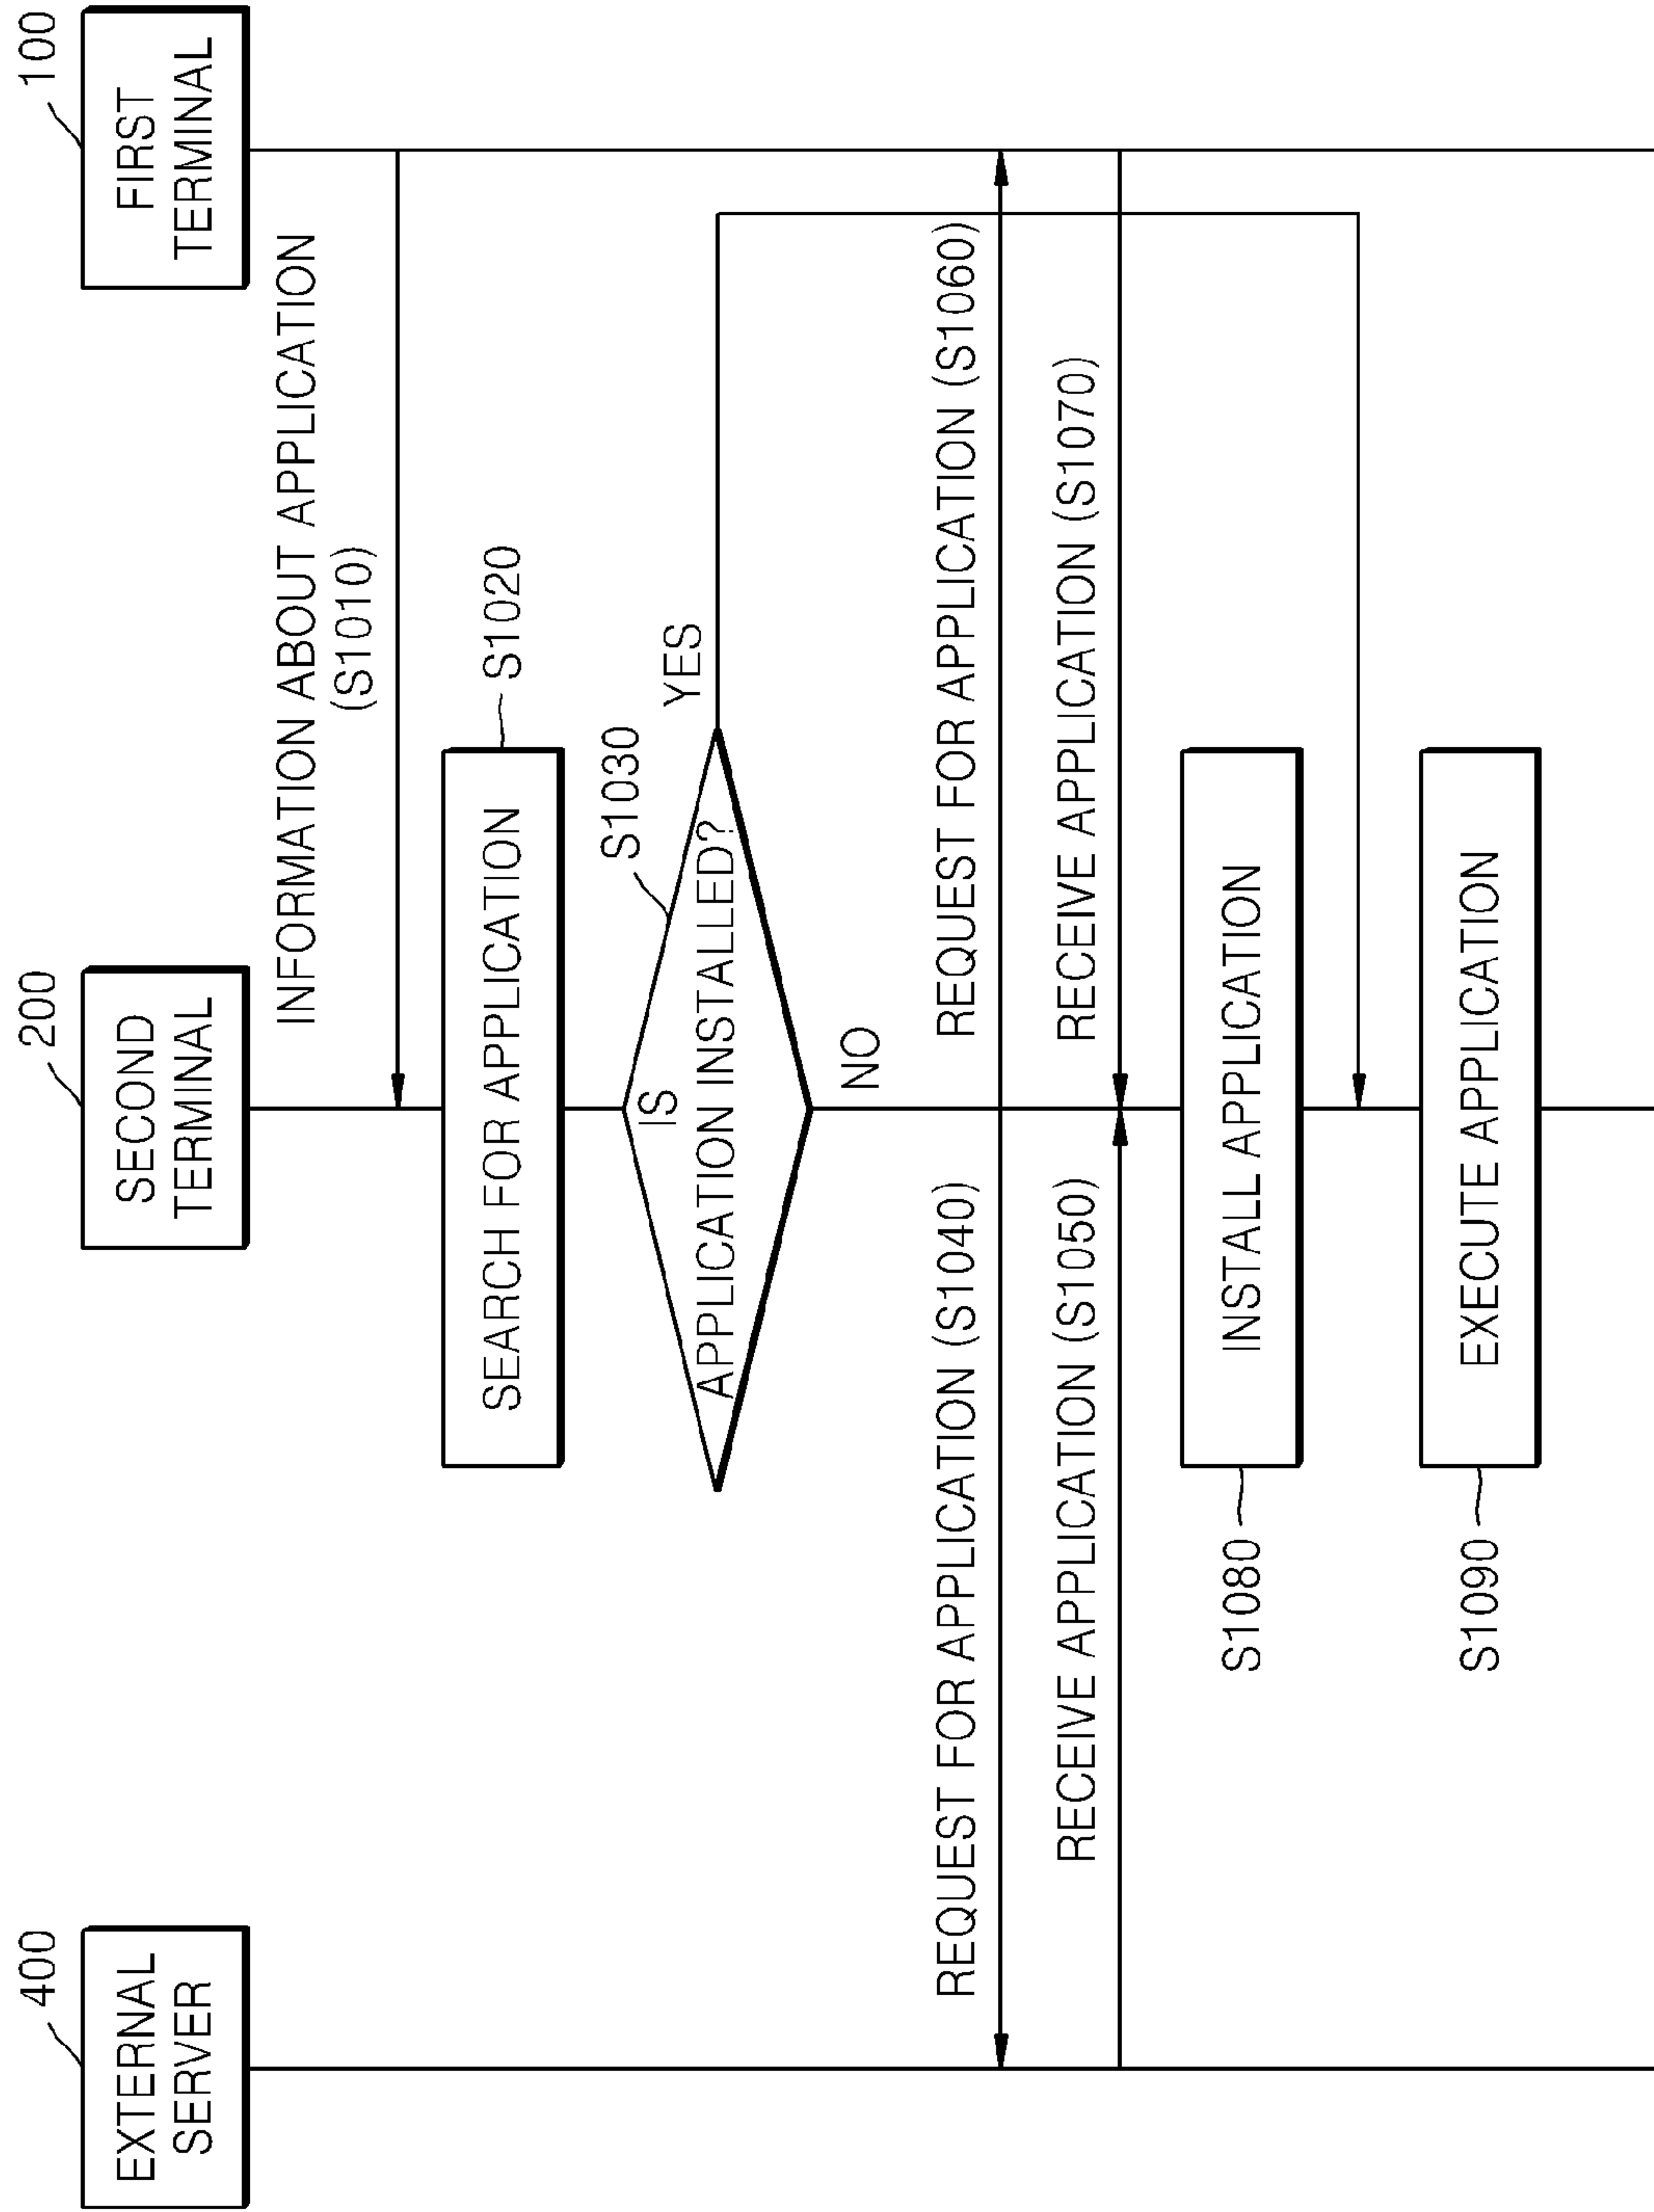 400
EXTERNAL
SERVER
200
SECOND
TERMINAL
100
FIRST
TERMINAL
INFORMATION ABOUT APPLICATION
(S1010)
SEARCH FOR APPLICATION
S1020
S1030
IS
APPLICATION INSTALLED?
YES
NO
REQUEST FOR APPLICATION (S1040)
REQUEST FOR APPLICATION (S1060)
RECEIVE APPLICATION (S1050)
RECEIVE APPLICATION (S1070)
S1080
INSTALL APPLICATION
S1090
EXECUTE APPLICATION